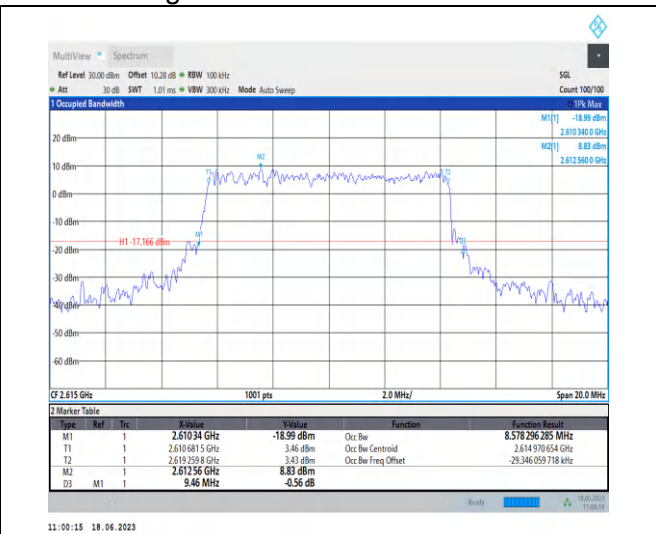 MultiView Spectrum
Ref Level 30.00 dBm Offset 10.28 dB RBW 100 kHz SGL
Att 30 dB SWT 1.01 ms VBW 300 kHz Mode Auto Sweep Count 100/100
1 Occupied Bandwidth 1Pk Max
M1[1] -18.99 dBm
2.610 340 0 GHz
M2[1] 8.83 dBm
2.612 560 0 GHz
20 dBm
M2
10 dBm
T1 T2
0 dBm
-10 dBm
H1 -17.166 dBm M1 D3
-20 dBm
-30 dBm
-40 dBm
-50 dBm
-60 dBm
CF 2.615 GHz 1001 pts 2.0 MHz/ Span 20.0 MHz
2 Marker Table
Type Ref Trc X-Value Y-Value Function Function Result
M1 1 2.610 34 GHz -18.99 dBm Occ Bw 8.578 296 285 MHz
T1 1 2.610 681 5 GHz 3.46 dBm Occ Bw Centroid 2.614 970 654 GHz
T2 1 2.619 259 8 GHz 3.43 dBm Occ Bw Freq Offset -29.346 059 718 kHz
M2 1 2.612 56 GHz 8.83 dBm
D3 M1 1 9.46 MHz -0.56 dB
Ready 18.06.2023
11:00:14
11:00:15 18.06.2023